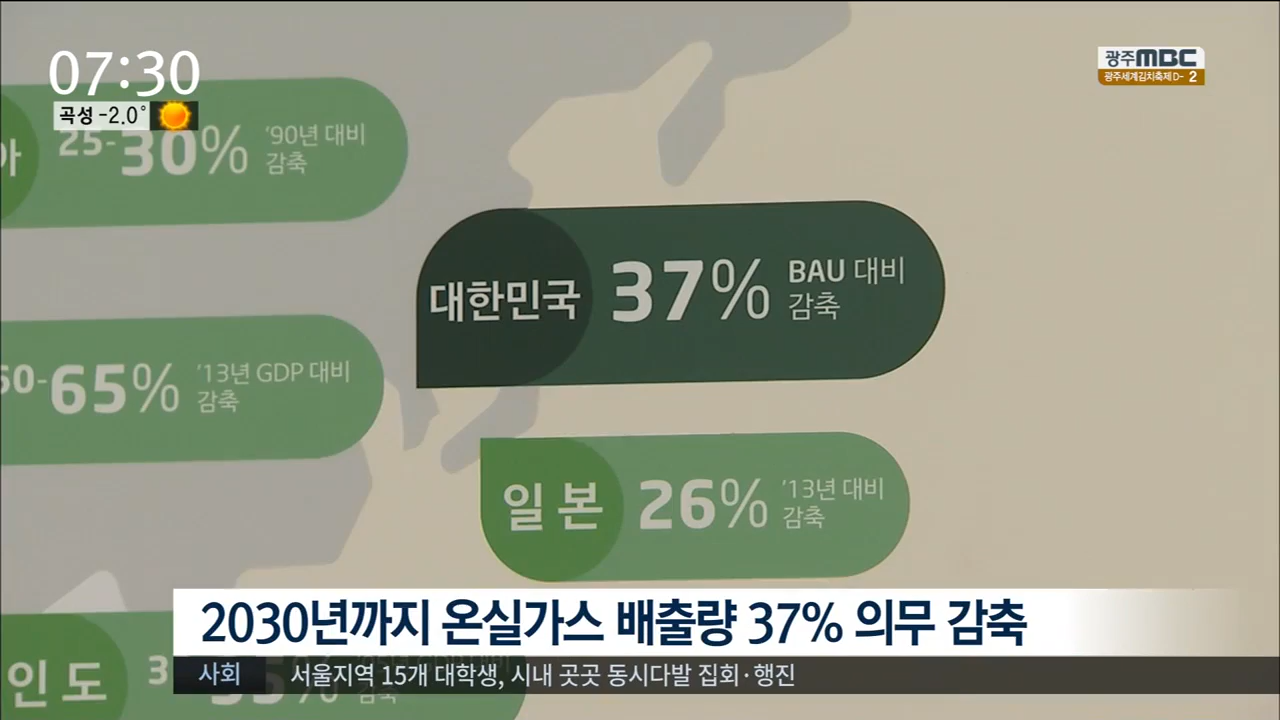 07:30
광주MBC
광주세계김치축제 D- 2
곡성 -2.0°
아 25-30% '90년 대비
감축
대한민국 37% BAU 대비
감축
60-65% '13년 GDP 대비
감축
일본 26% '13년 대비
감축
2030년까지 온실가스 배출량 37% 의무 감축
인도
사회 서울지역 15개 대학생, 시내 곳곳 동시다발 집회·행진